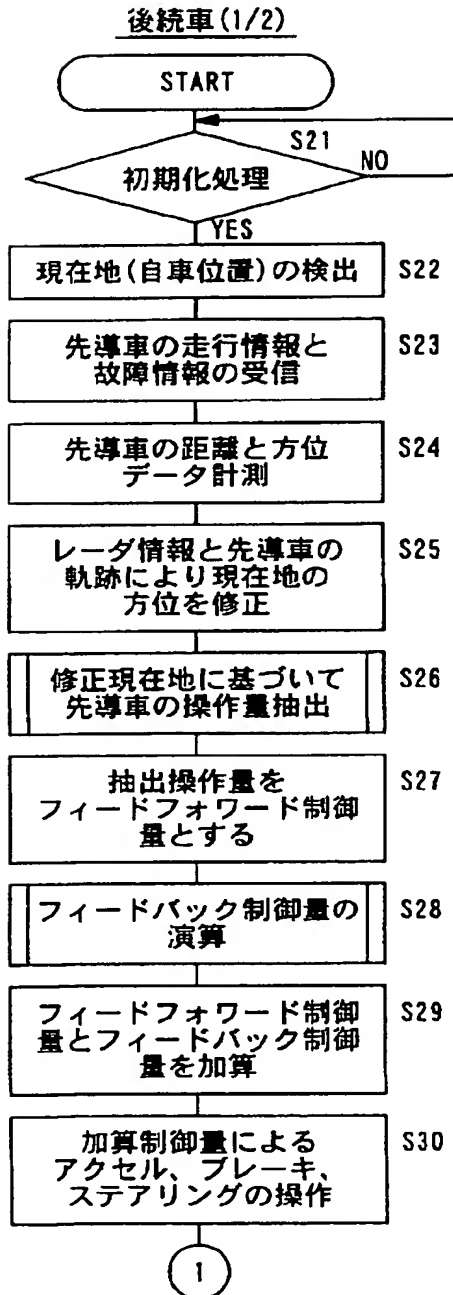 後続車(1/2)
START
S21
初期化処理
NO
YES
現在地(自車位置)の検出
S22
先導車の走行情報と
故障情報の受信
S23
先導車の距離と方位
データ計測
S24
レーダ情報と先導車の
軌跡により現在地の
方位を修正
S25
修正現在地に基づいて
先導車の操作量抽出
S26
抽出操作量を
フィードフォワード制御
量とする
S27
フィードバック制御量の
演算
S28
フィードフォワード制御
量とフィードバック制御
量を加算
S29
加算制御量による
アクセル、ブレーキ、
ステアリングの操作
S30
1